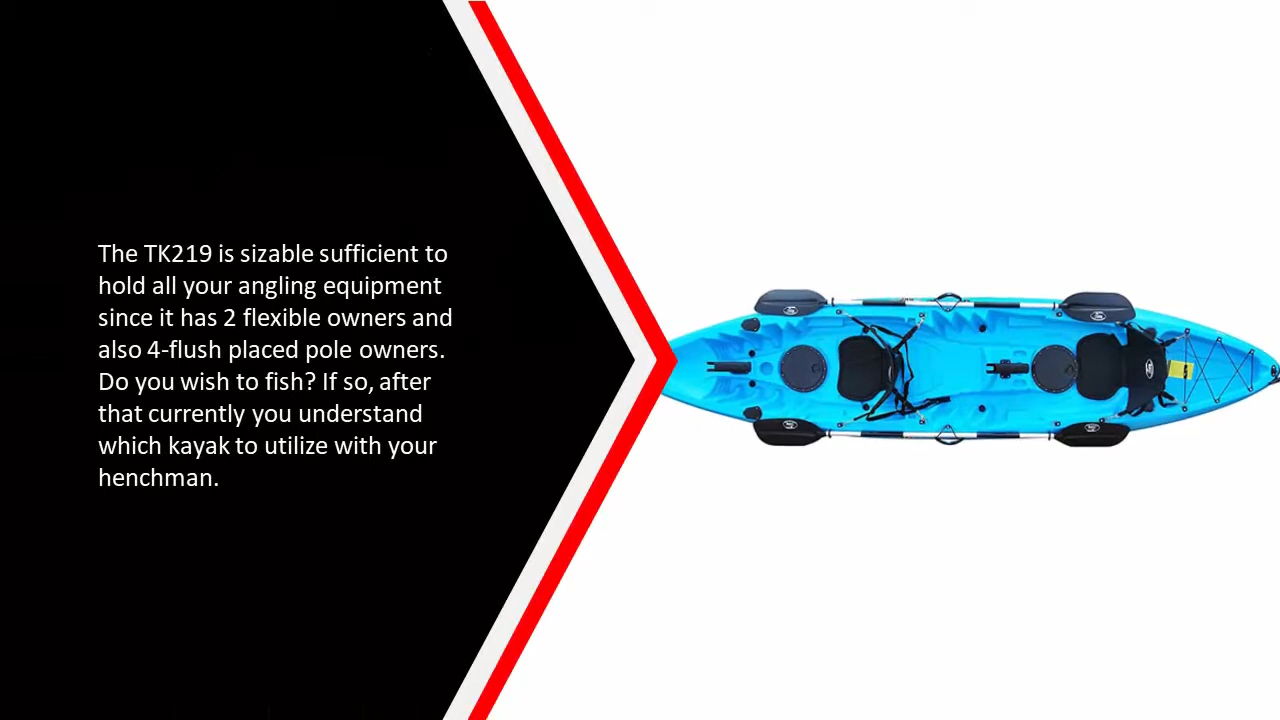 The TK219 is sizable sufficient to
hold all your angling equipment
since it has 2 flexible owners and
also 4-flush placed pole owners.
Do you wish to fish? If so, after
that currently you understand
which kayak to utilize with your
henchman.